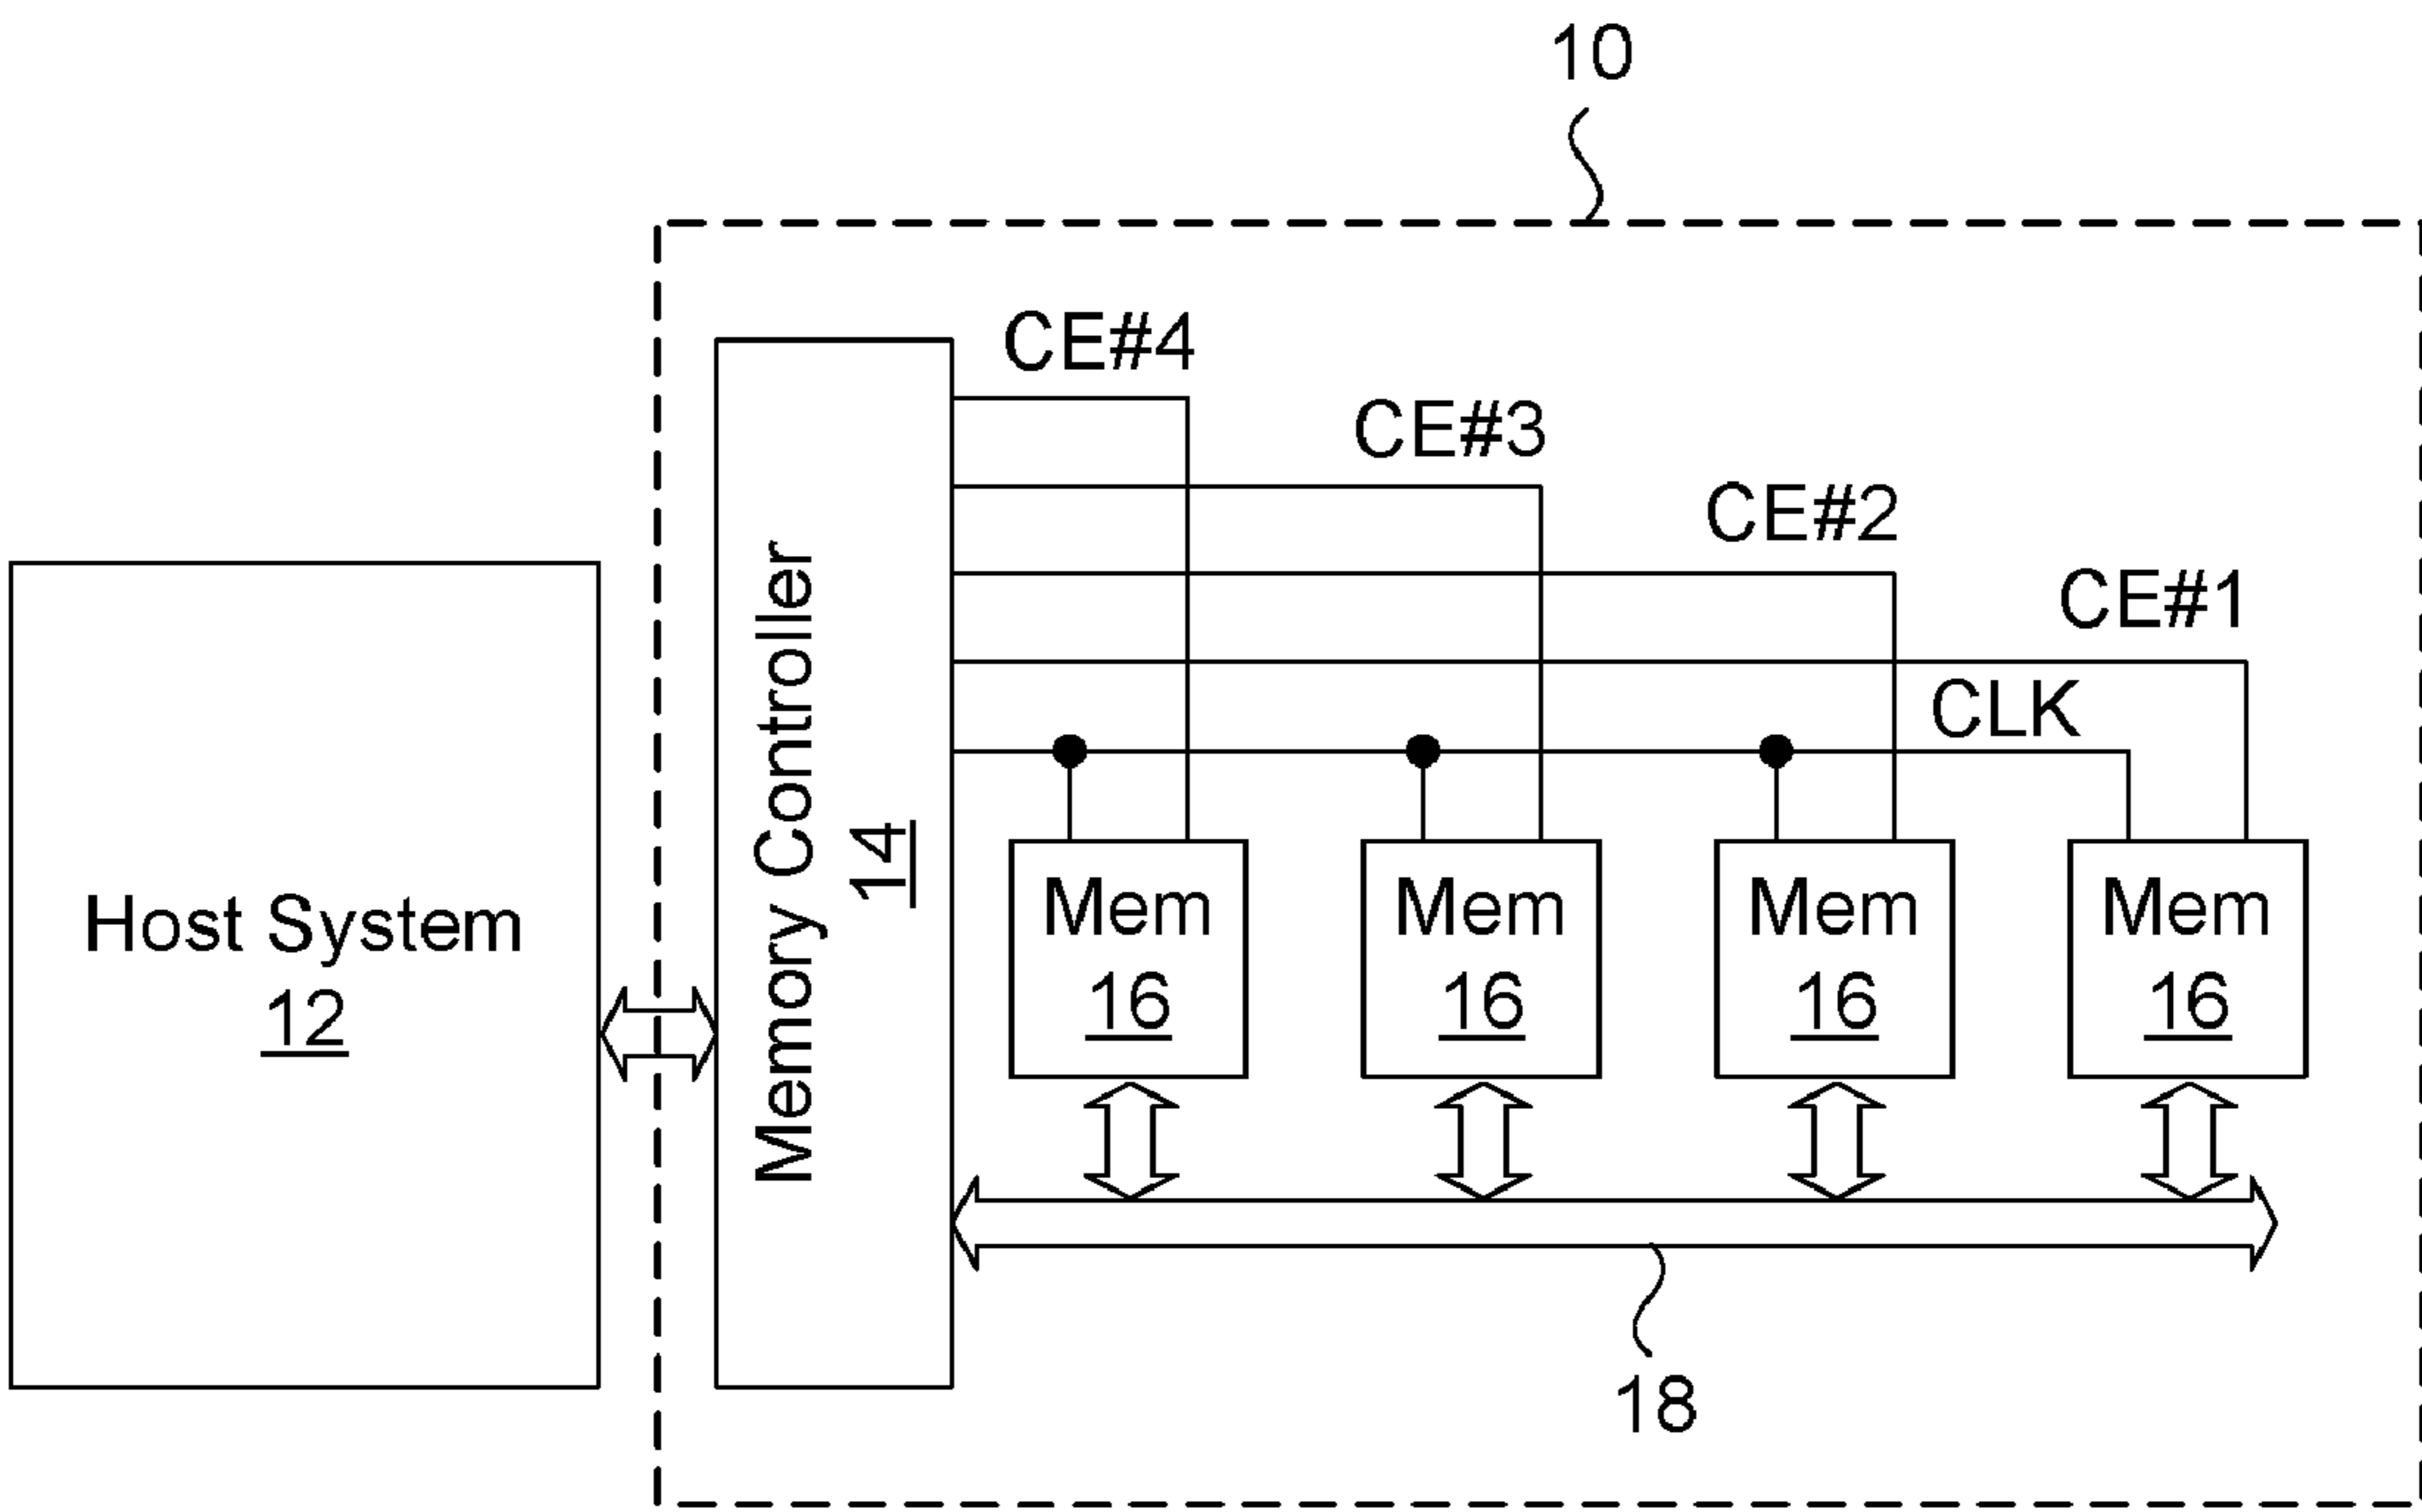 10
CE#4
CE#3
CE#2
CE#1
CLK
Host System
12
Memory Controller
14
Mem
16
Mem
16
Mem
16
Mem
16
18